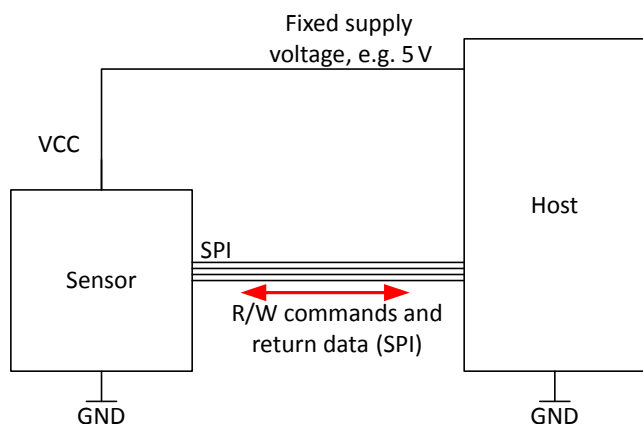 Fixed supply
voltage, e.g. 5 V
VCC
Host
SPI
Sensor
R/W commands and
return data (SPI)
GND
GND